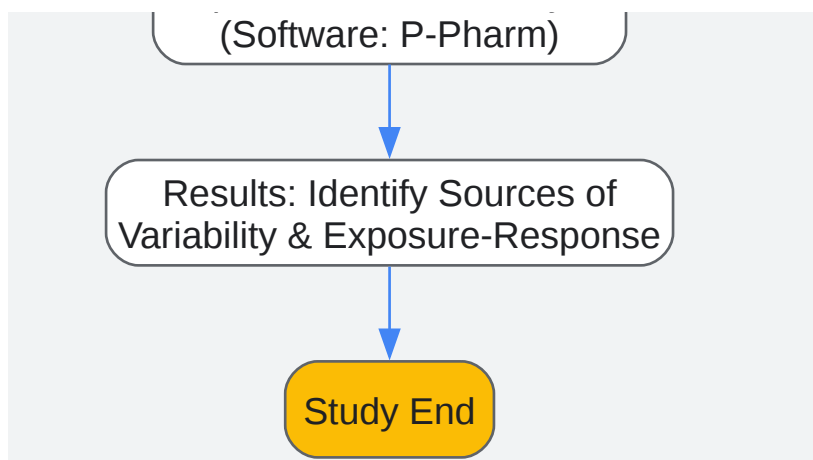 (Software: P-Pharm)
Results: Identify Sources of
Variability & Exposure-Response
Study End